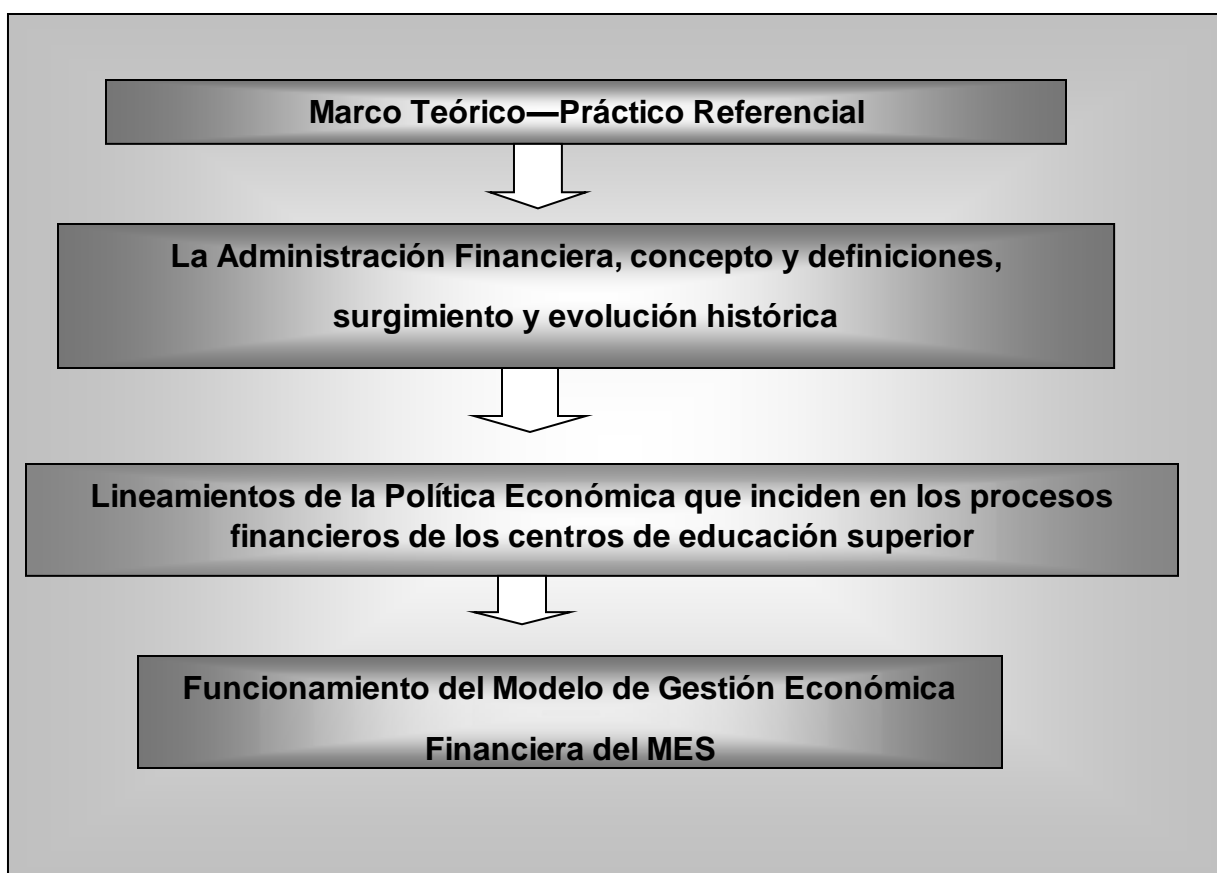 Marco Teórico—Práctico Referencial
La Administración Financiera, concepto y definiciones,
surgimiento y evolución histórica
Lineamientos de la Política Económica que inciden en los procesos
financieros de los centros de educación superior
Funcionamiento del Modelo de Gestión Económica
Financiera del MES